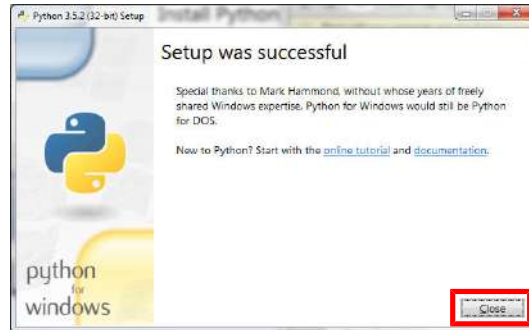 Python 3.5.2 (32-bit) Setup
Install Python
Setup was successful
Special thanks to Mark Hammond, without whose years of freely
shared Windows expertise, Python for Windows would still be Python
for DOS.
New to Python? Start with the online tutorial and documentation.
python
for
windows
Close